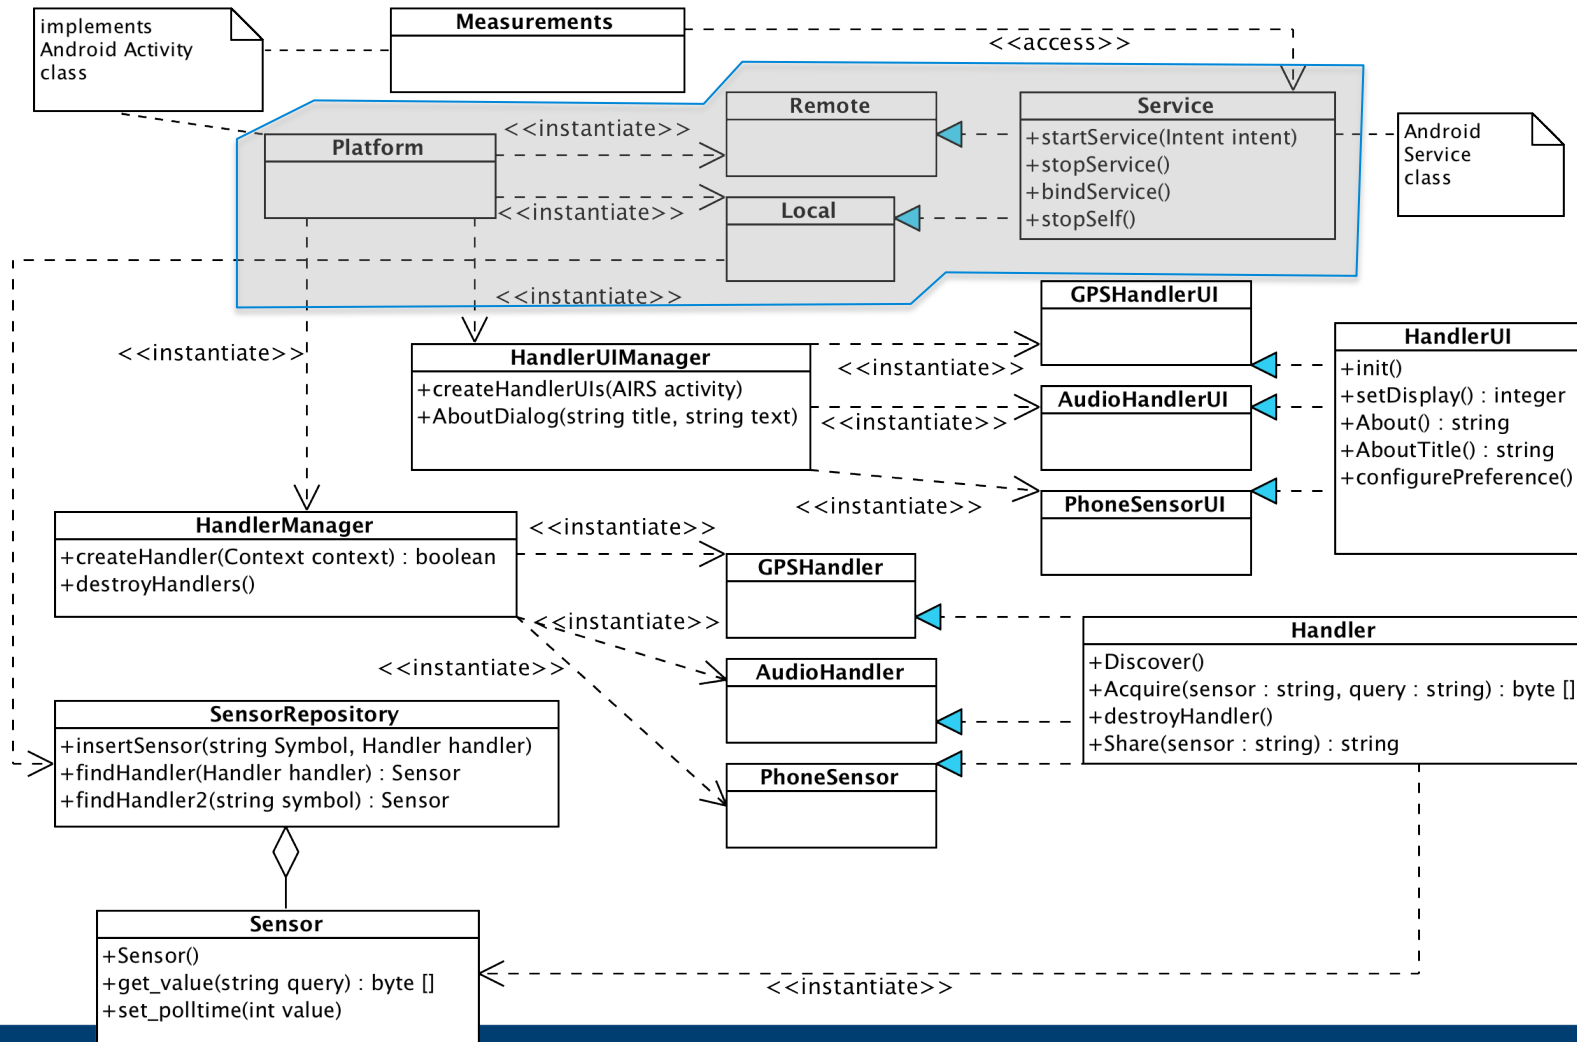 implements
Android Activity
class
Measurements
<<access>>
Remote
Service
+startService(Intent intent)
+stopService()
+bindService()
+stopSelf()
Android
Service
class
<<instantiate>>
Platform
<<instantiate>>
Local
<<instantiate>>
<<instantiate>>
GPSHandlerUI
HandlerUI
+init()
+setDisplay() : integer
+About() : string
+AboutTitle() : string
+configurePreference()
HandlerUIManager
+createHandlerUIs(AIRS activity)
+AboutDialog(string title, string text)
<<instantiate>>
AudioHandlerUI
<<instantiate>>
<<instantiate>>
PhoneSensorUI
HandlerManager
+createHandler(Context context) : boolean
+destroyHandlers()
<<instantiate>>
GPSHandler
<<instantiate>>
<<instantiate>>
AudioHandler
Handler
+Discover()
+Acquire(sensor : string, query : string) : byte []
+destroyHandler()
+Share(sensor : string) : string
SensorRepository
+insertSensor(string Symbol, Handler handler)
+findHandler(Handler handler) : Sensor
+findHandler2(string symbol) : Sensor
PhoneSensor
Sensor
+Sensor()
+get_value(string query) : byte []
+set_polltime(int value)
<<instantiate>>